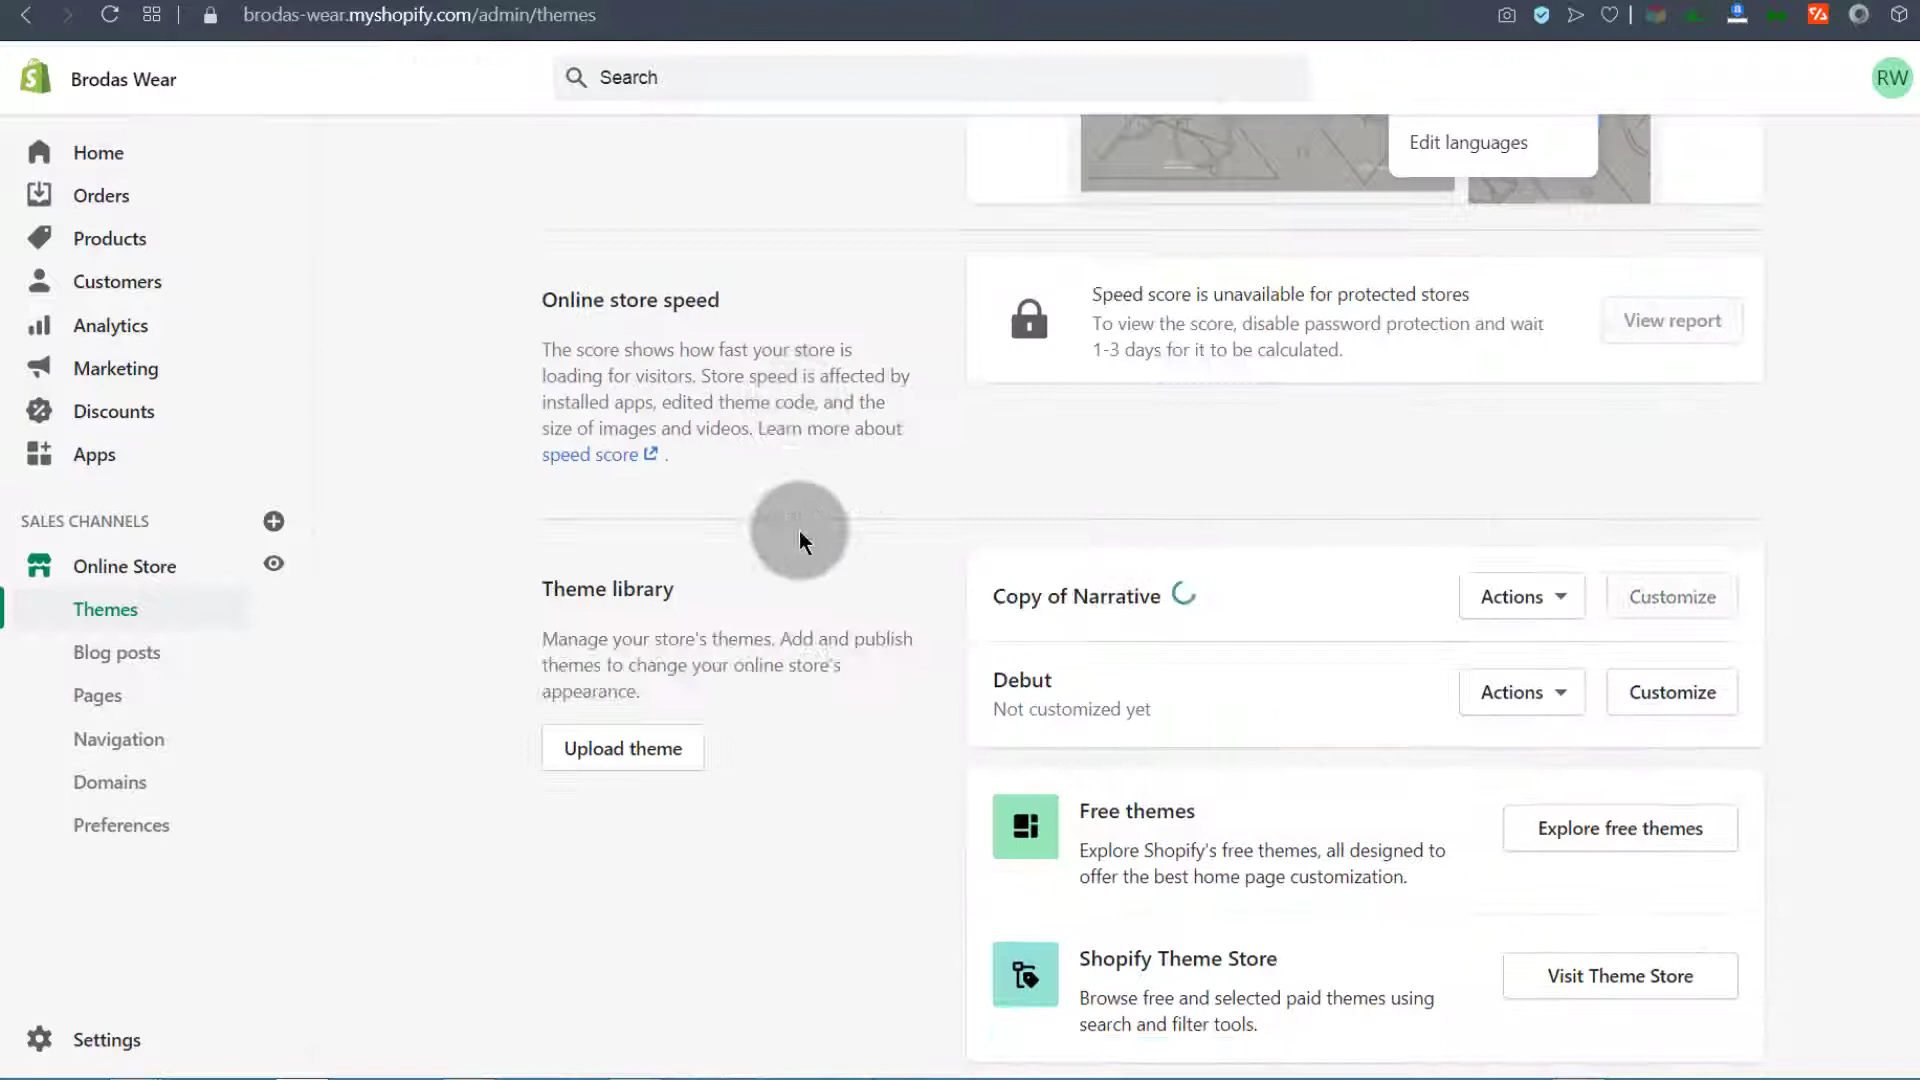 brodas-wear.myshopify.com/admin/themes
Brodas Wear
Search
RW
Home
Orders
Products
Customers
Analytics
Marketing
Discounts
Apps
SALES CHANNELS
Online Store
Themes
Blog posts
Pages
Navigation
Domains
Preferences
Settings
Edit languages
Online store speed
The score shows how fast your store is
loading for visitors. Store speed is affected by
installed apps, edited theme code, and the
size of images and videos. Learn more about
speed score .
Speed score is unavailable for protected stores
To view the score, disable password protection and wait
1-3 days for it to be calculated.
View report
Theme library
Manage your store's themes. Add and publish
themes to change your online store's
appearance.
Upload theme
Copy of Narrative
Actions
Customize
Debut
Not customized yet
Actions
Customize
Free themes
Explore Shopify's free themes, all designed to
offer the best home page customization.
Explore free themes
Shopify Theme Store
Browse free and selected paid themes using
search and filter tools.
Visit Theme Store